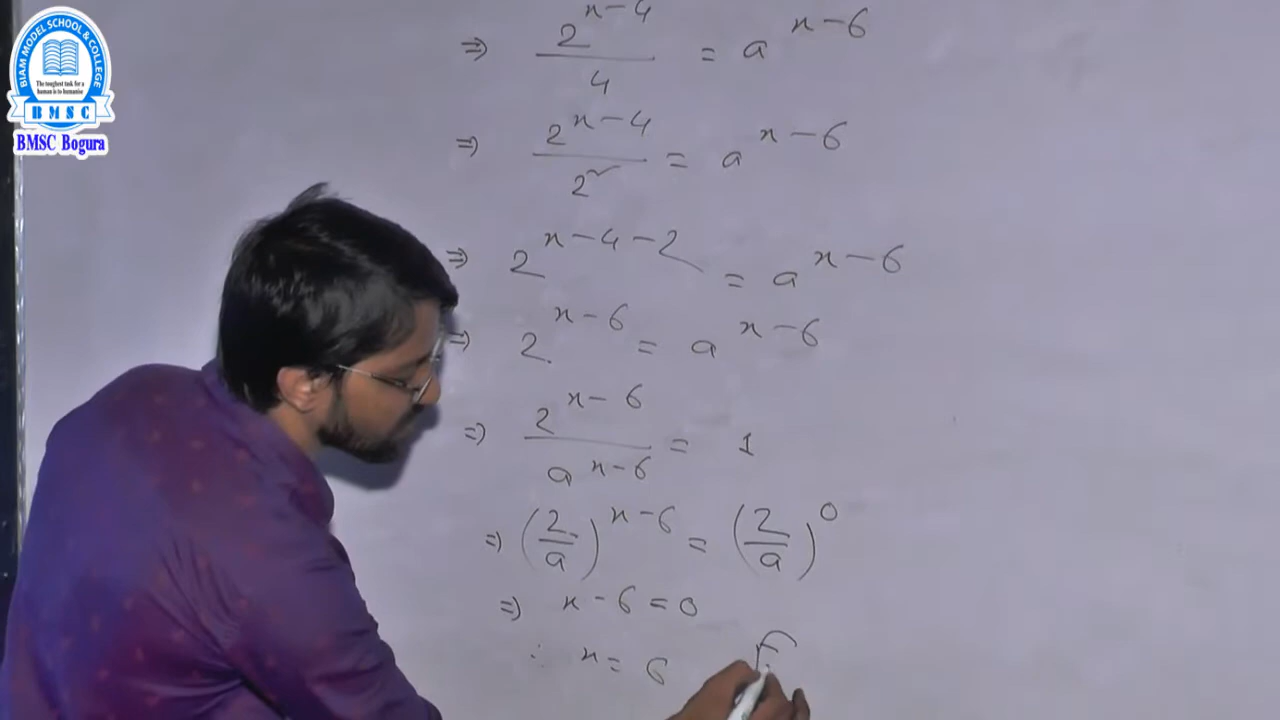 BIAM MODEL SCHOOL & COLLEGE
The toughest task for a
human is to humanise
B M S C
BMSC Bogura
⇒ 2^(x-4) / 4 = a^(x-6)
⇒ 2^(x-4) / 2² = a^(x-6)
⇒ 2^(x-4-2) = a^(x-6)
⇒ 2^(x-6) = a^(x-6)
⇒ 2^(x-6) / a^(x-6) = 1
⇒ (2/a)^(x-6) = (2/a)^0
⇒ x-6=0
∴ x = 6